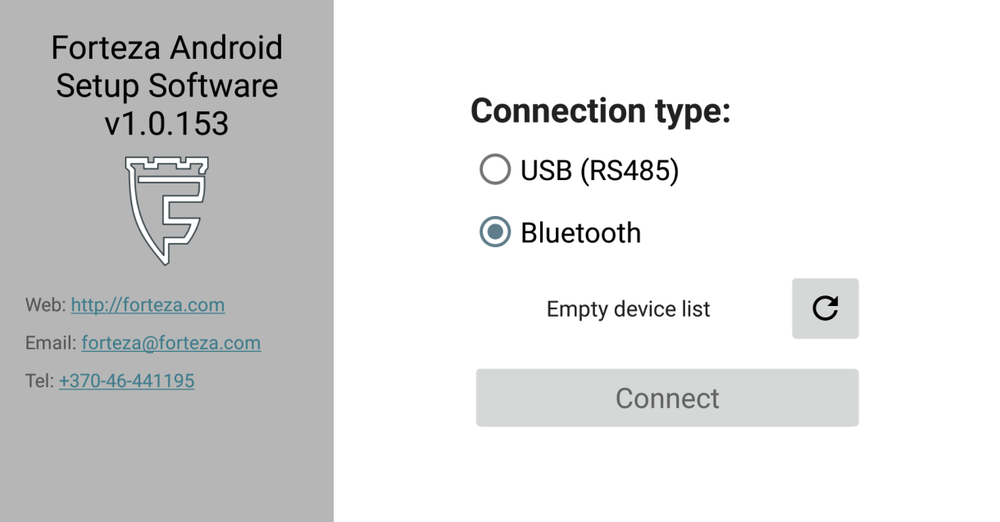 Forteza Android
Setup Software
v1.0.153
Web: http://forteza.com
Email: forteza@forteza.com
Tel: +370-46-441195
Connection type:
USB (RS485)
Bluetooth
Empty device list
Connect